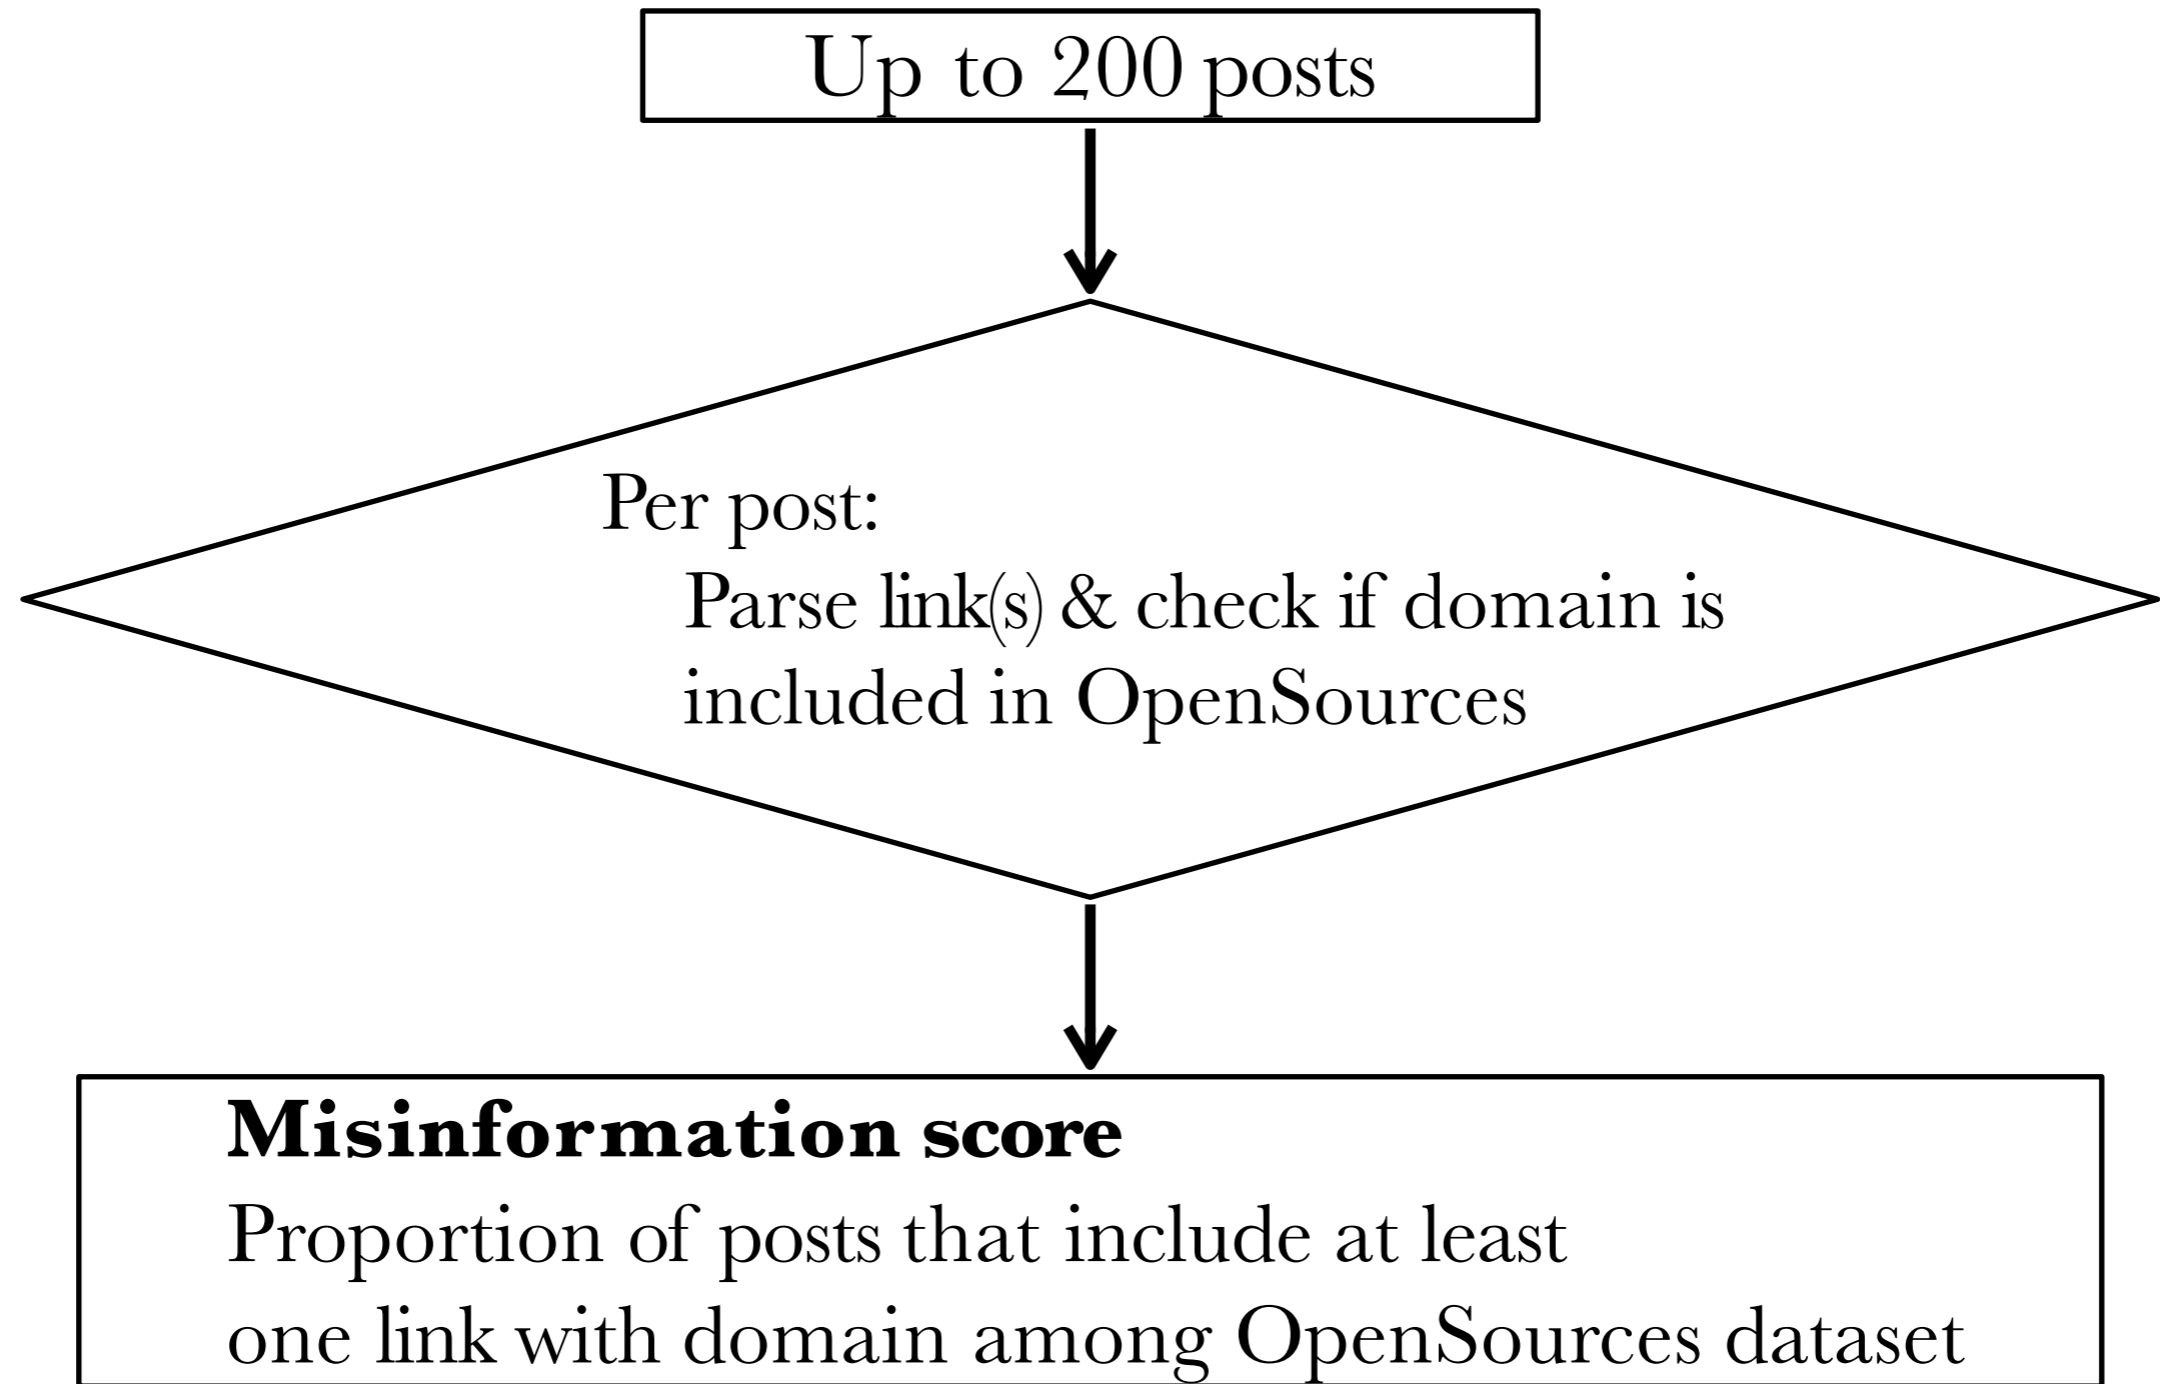 Up to 200 posts
Per post:
Parse link(s) & check if domain is
included in OpenSources
Misinformation score
Proportion of posts that include at least
one link with domain among OpenSources dataset